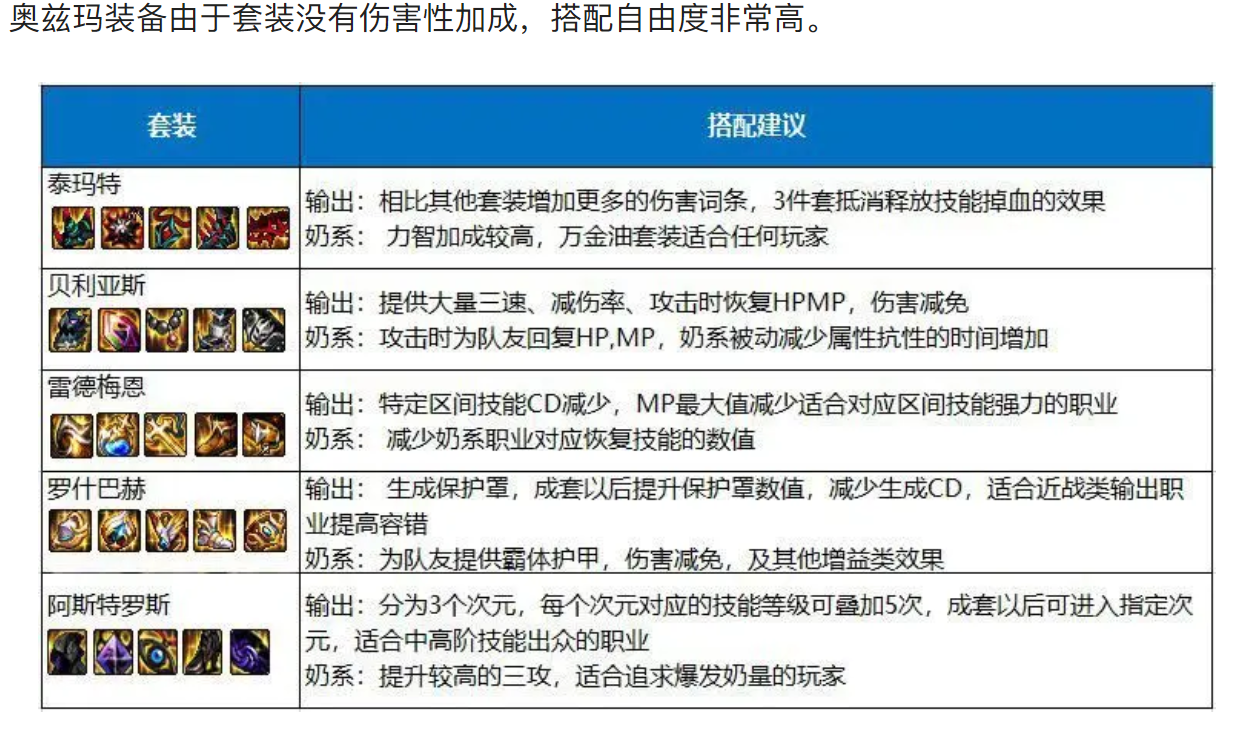 奥兹玛装备由于套装没有伤害性加成，搭配自由度非常高。
套装
搭配建议
泰玛特
输出：相比其他套装增加更多的伤害词条，3件套抵消释放技能掉血的效果
奶系： 力智加成较高，万金油套装适合任何玩家
贝利亚斯
输出：提供大量三速、减伤率、攻击时恢复HPMP，伤害减免
奶系：攻击时为队友回复HP,MP，奶系被动减少属性抗性的时间增加
雷德梅恩
输出：特定区间技能CD减少，MP最大值减少适合对应区间技能强力的职业
奶系： 减少奶系职业对应恢复技能的数值
罗什巴赫
输出： 生成保护罩，成套以后提升保护罩数值，减少生成CD，适合近战类输出职
业提高容错
奶系：为队友提供霸体护甲，伤害减免，及其他增益类效果
阿斯特罗斯
输出：分为3个次元，每个次元对应的技能等级可叠加5次，成套以后可进入指定次
元，适合中高阶技能出众的职业
奶系：提升较高的三攻，适合追求爆发奶量的玩家